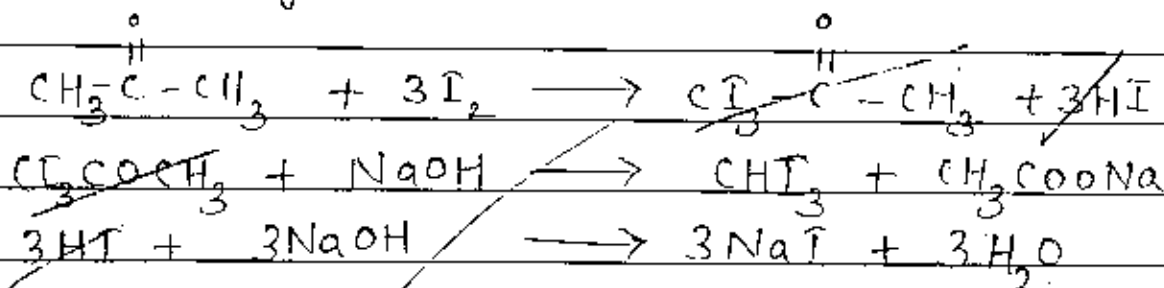 O O
|| ||
CH₃-C-CH₃ + 3I₂ ⟶ CI₃-C-CH₃ + 3HI
CI₃COCH₃ + NaOH ⟶ CHI₃ + CH₃COONa
3HI + 3NaOH ⟶ 3NaI + 3H₂O